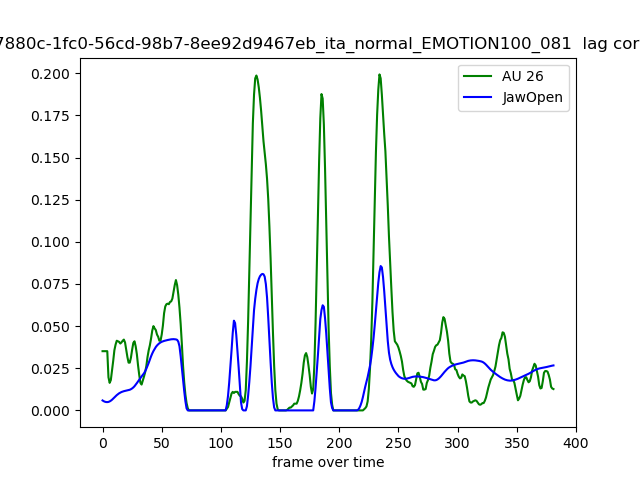 7880c-1fc0-56cd-98b7-8ee92d9467eb_ita_normal_EMOTION100_081 lag cor
AU 26
JawOpen
0.200
0.175
0.150
0.125
0.100
0.075
0.050
0.025
0.000
0 50 100 150 200 250 300 350 400
frame over time